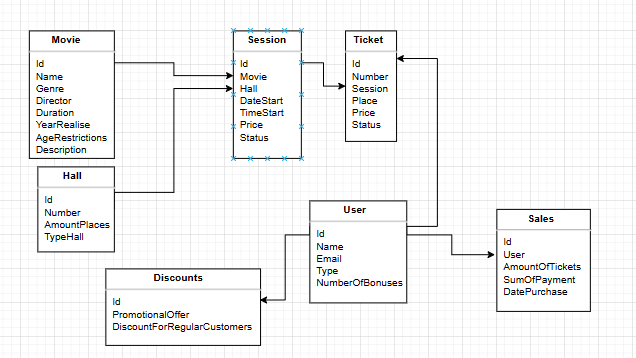 Movie
Id
Name
Genre
Director
Duration
YearRealise
AgeRestrictions
Description
Session
Id
Movie
Hall
DateStart
TimeStart
Price
Status
Ticket
Id
Number
Session
Place
Price
Status
Hall
Id
Number
AmountPlaces
TypeHall
User
Id
Name
Email
Type
NumberOfBonuses
Sales
Id
User
AmountOfTickets
SumOfPayment
DatePurchase
Discounts
Id
PromotionalOffer
DiscountForRegularCustomers